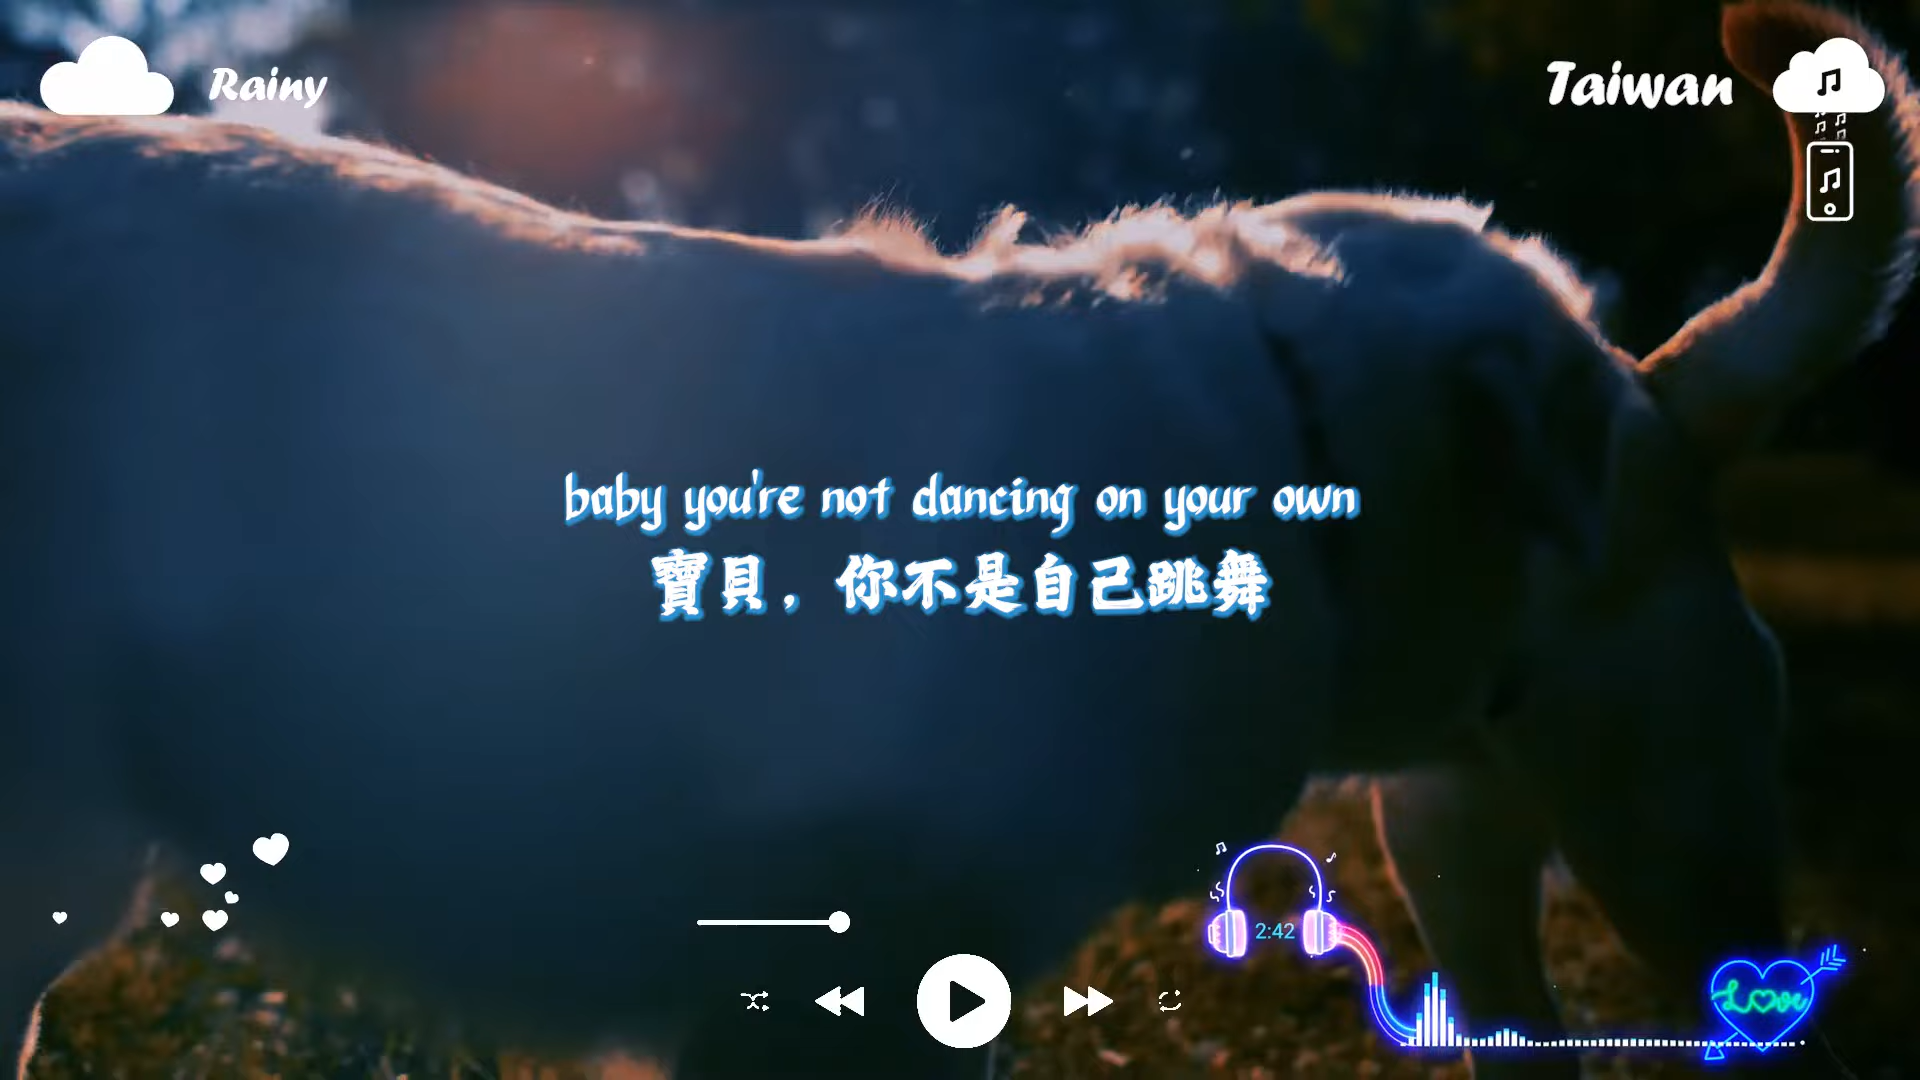 Rainy
Taiwan
baby you're not dancing on your own
寶貝，你不是自己跳舞
2:42
Love